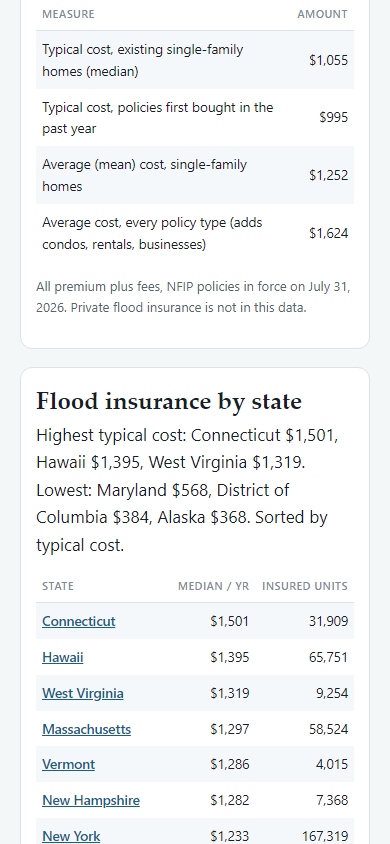 MEASURE AMOUNT
Typical cost, existing single-family
homes (median) $1,055
Typical cost, policies first bought in the
past year $995
Average (mean) cost, single-family
homes $1,252
Average cost, every policy type (adds
condos, rentals, businesses) $1,624
All premium plus fees, NFIP policies in force on July 31,
2026. Private flood insurance is not in this data.
Flood insurance by state
Highest typical cost: Connecticut $1,501,
Hawaii $1,395, West Virginia $1,319.
Lowest: Maryland $568, District of
Columbia $384, Alaska $368. Sorted by
typical cost.
STATE MEDIAN / YR INSURED UNITS
Connecticut $1,501 31,909
Hawaii $1,395 65,751
West Virginia $1,319 9,254
Massachusetts $1,297 58,524
Vermont $1,286 4,015
New Hampshire $1,282 7,368
New York $1,233 167,319